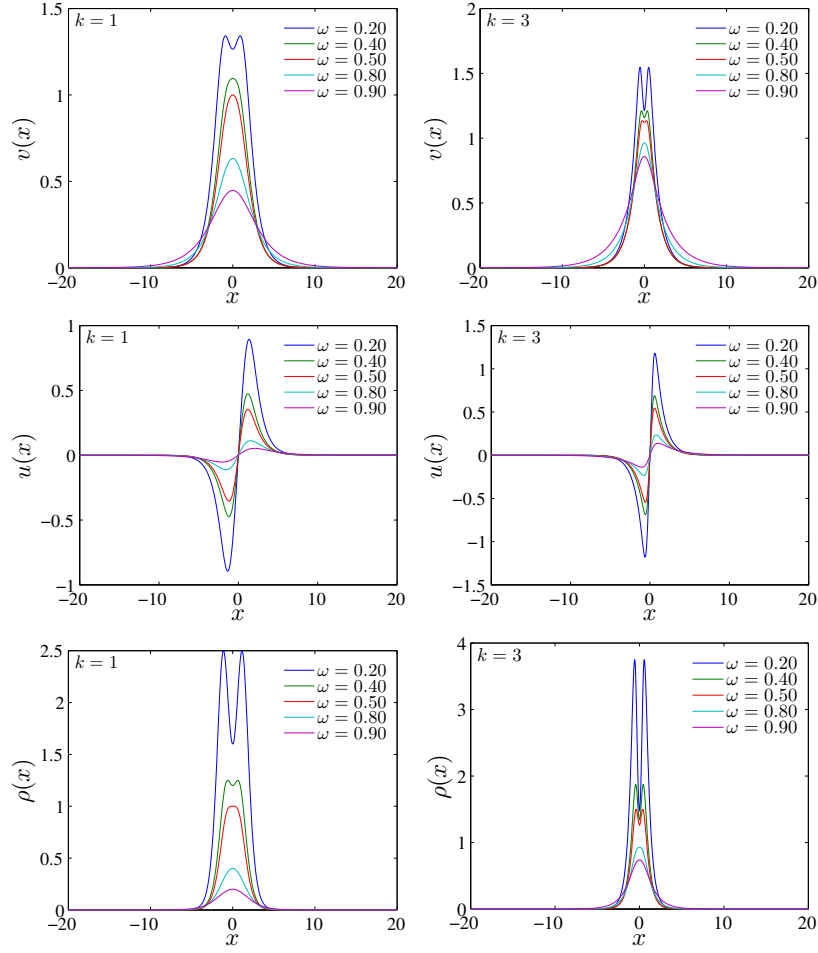 k = 1
ω = 0.20
ω = 0.40
ω = 0.50
ω = 0.80
ω = 0.90
1.5
1
0.5
0
v(x)
−20
−10
0
10
20
x
k = 3
ω = 0.20
ω = 0.40
ω = 0.50
ω = 0.80
ω = 0.90
2
1.5
1
0.5
0
v(x)
−20
−10
0
10
20
x
k = 1
ω = 0.20
ω = 0.40
ω = 0.50
ω = 0.80
ω = 0.90
1
0.5
0
−0.5
−1
u(x)
−20
−10
0
10
20
x
k = 3
ω = 0.20
ω = 0.40
ω = 0.50
ω = 0.80
ω = 0.90
1.5
1
0.5
0
−0.5
−1
−1.5
u(x)
−20
−10
0
10
20
x
k = 1
ω = 0.20
ω = 0.40
ω = 0.50
ω = 0.80
ω = 0.90
2.5
2
1.5
1
0.5
0
ρ(x)
−20
−10
0
10
20
x
k = 3
ω = 0.20
ω = 0.40
ω = 0.50
ω = 0.80
ω = 0.90
4
3
2
1
0
ρ(x)
−20
−10
0
10
20
x